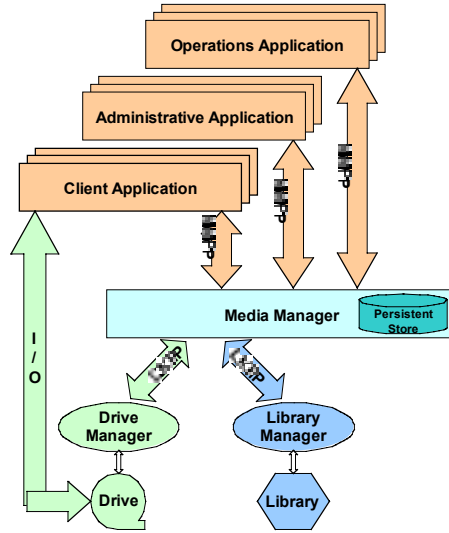 Operations Application
Administrative Application
Client Application
Media Manager
Persistent
Store
I
/
O
Drive
Manager
Library
Manager
Drive
Library